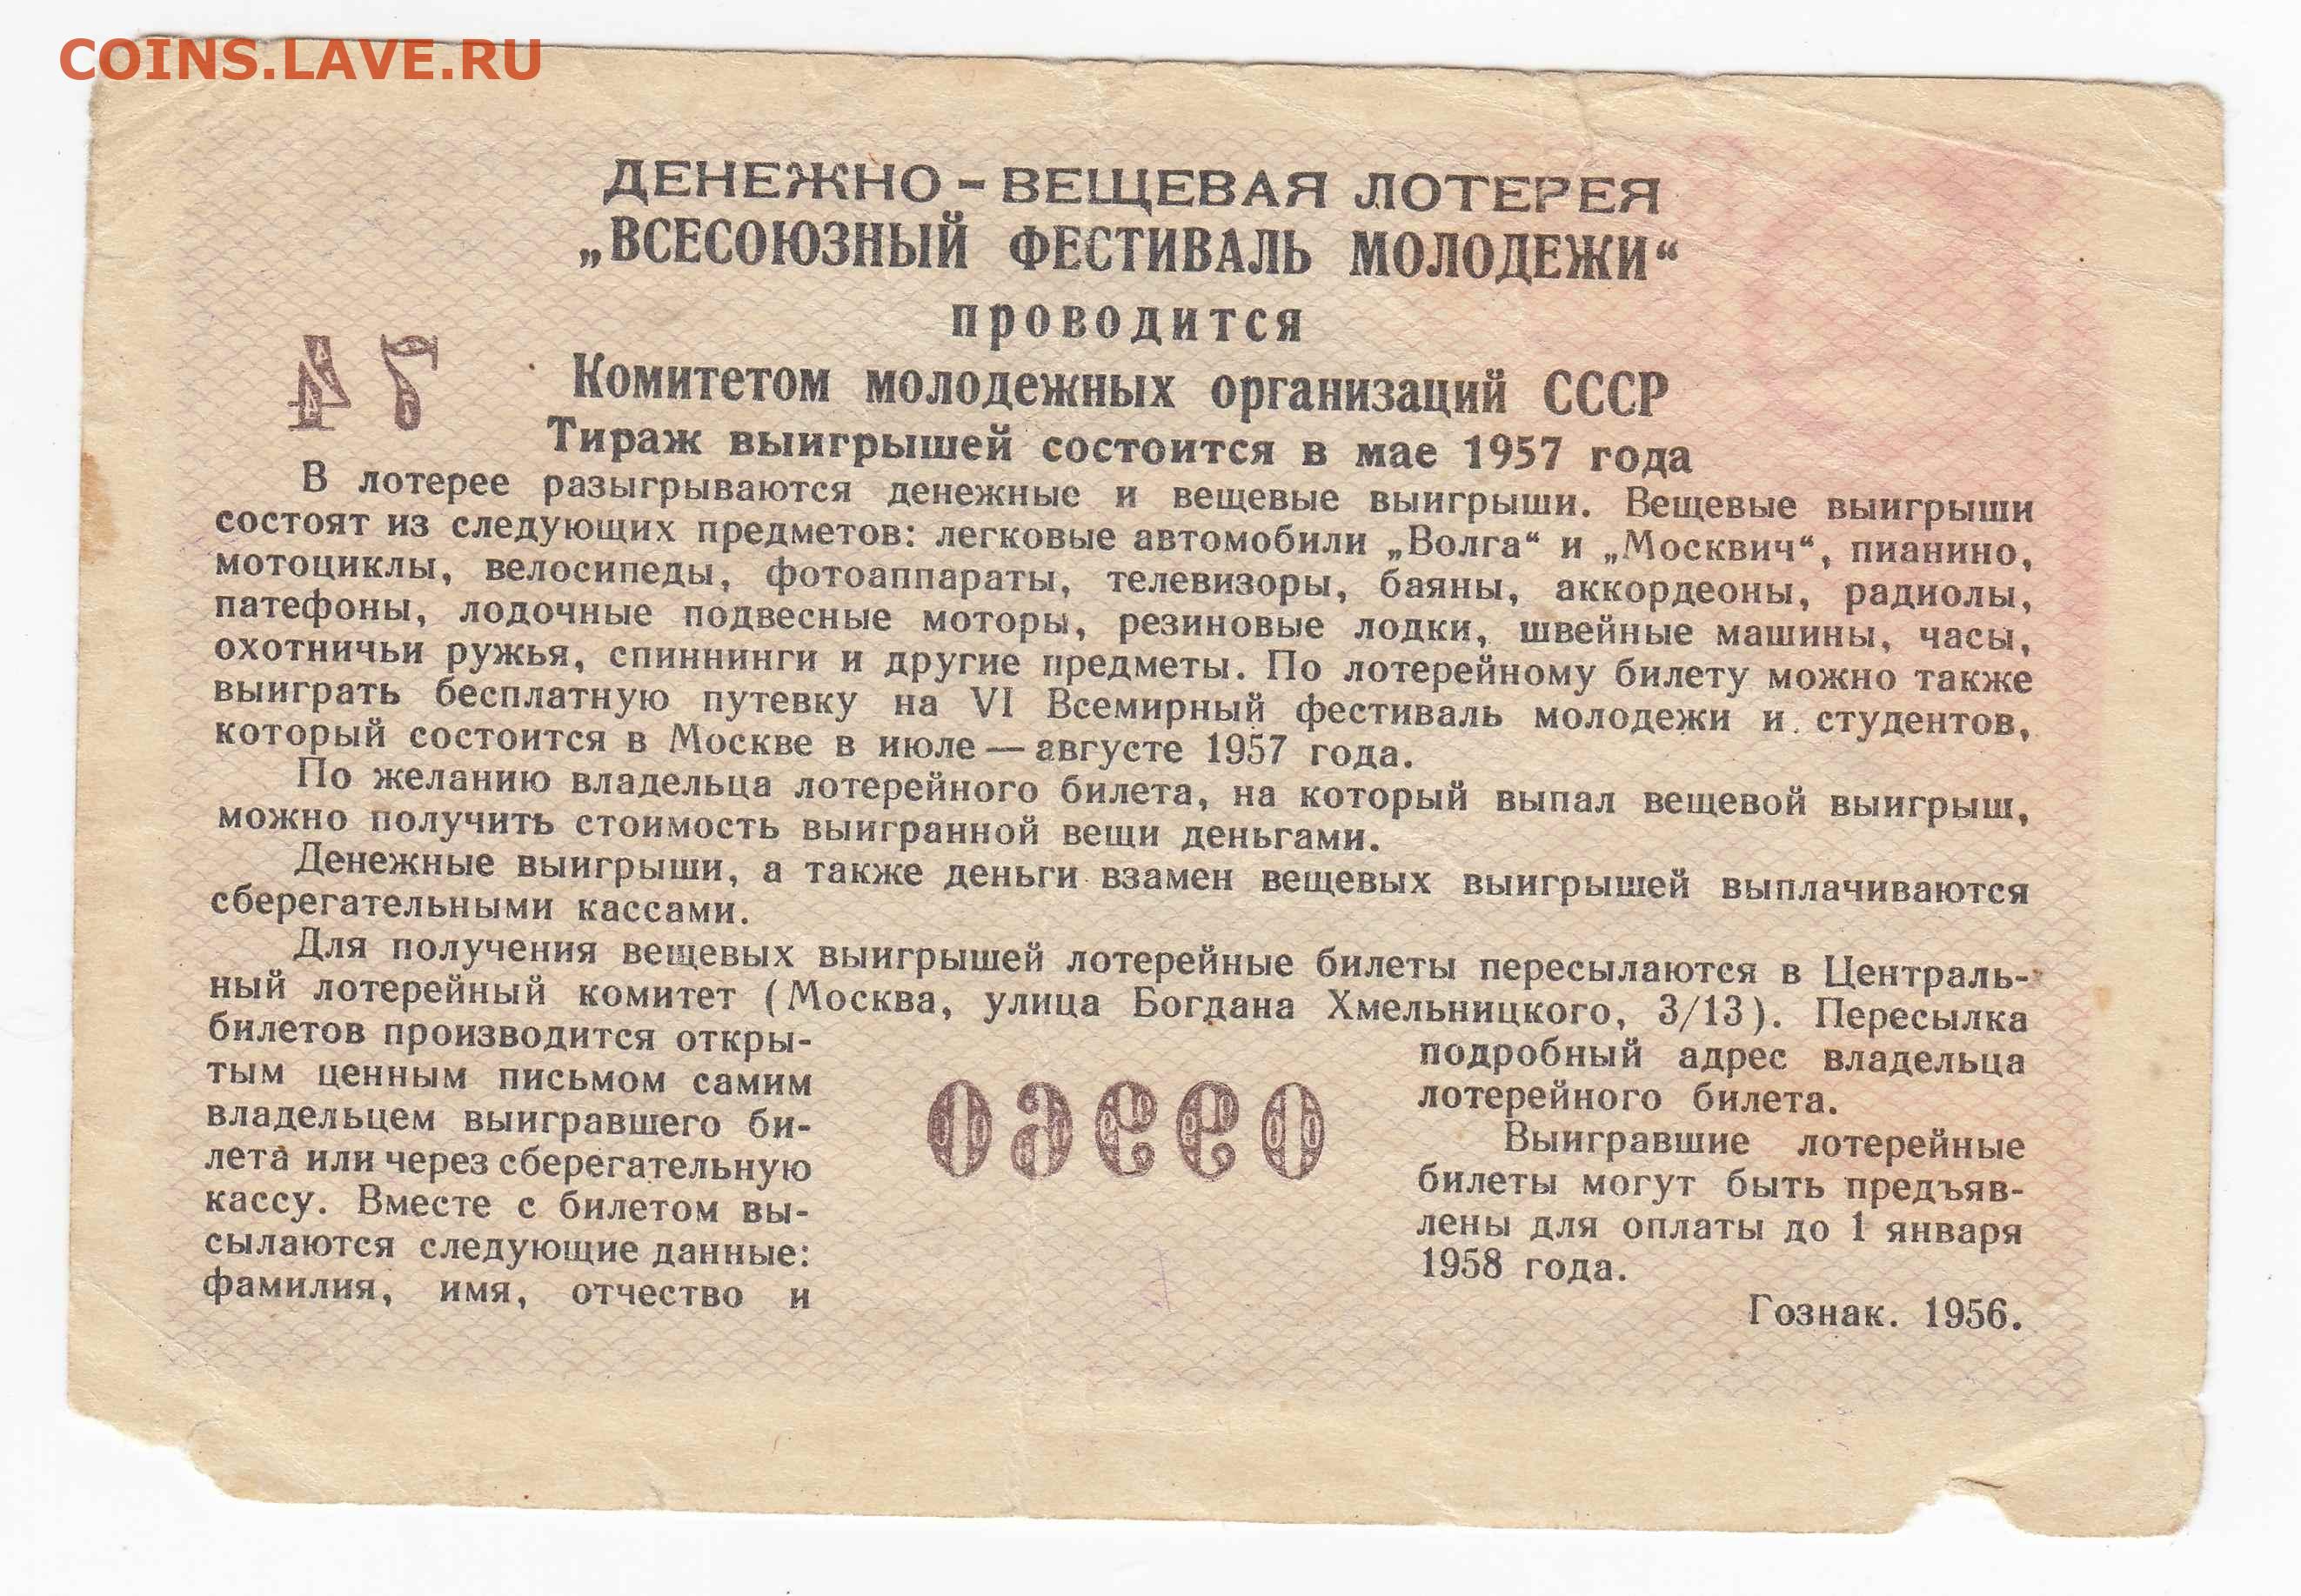 COINS.LAVE.RU
ДЕНЕЖНО-ВЕЩЕВАЯ ЛОТЕРЕЯ
„ВСЕСОЮЗНЫЙ ФЕСТИВАЛЬ МОЛОДЕЖИ“
проводится
Комитетом молодежных организаций СССР
Тираж выигрышей состоится в мае 1957 года
В лотерее разыгрываются денежные и вещевые выигрыши. Вещевые выигрыши
состоят из следующих предметов: легковые автомобили „Волга“ и „Москвич“, пианино,
мотоциклы, велосипеды, фотоаппараты, телевизоры, баяны, аккордеоны, радиолы,
патефоны, лодочные подвесные моторы, резиновые лодки, швейные машины, часы,
охотничьи ружья, спиннинги и другие предметы. По лотерейному билету можно также
выиграть бесплатную путевку на VI Всемирный фестиваль молодежи и студентов,
который состоится в Москве в июле — августе 1957 года.
По желанию владельца лотерейного билета, на который выпал вещевой выигрыш,
можно получить стоимость выигранной вещи деньгами.
Денежные выигрыши, а также деньги взамен вещевых выигрышей выплачиваются
сберегательными кассами.
Для получения вещевых выигрышей лотерейные билеты пересылаются в Централь-
ный лотерейный комитет (Москва, улица Богдана Хмельницкого, 3/13). Пересылка
билетов производится откры-
тым ценным письмом самим
владельцем выигравшего би-
лета или через сберегательную
кассу. Вместе с билетом вы-
сылаются следующие данные:
фамилия, имя, отчество и
подробный адрес владельца
лотерейного билета.
Выигравшие лотерейные
билеты могут быть предъяв-
лены для оплаты до 1 января
1958 года.
Гознак. 1956.